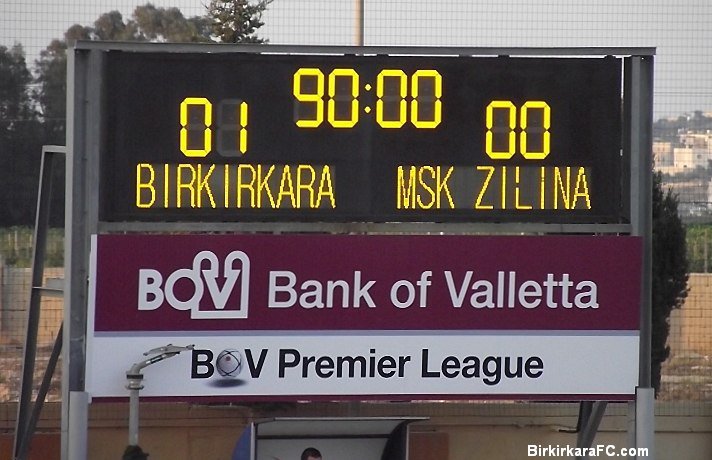 90:00
01 00
BIRKIRKARA MSK ZILINA
BOV Bank of Valletta
BOV Premier League
BirkirkaraFC.com